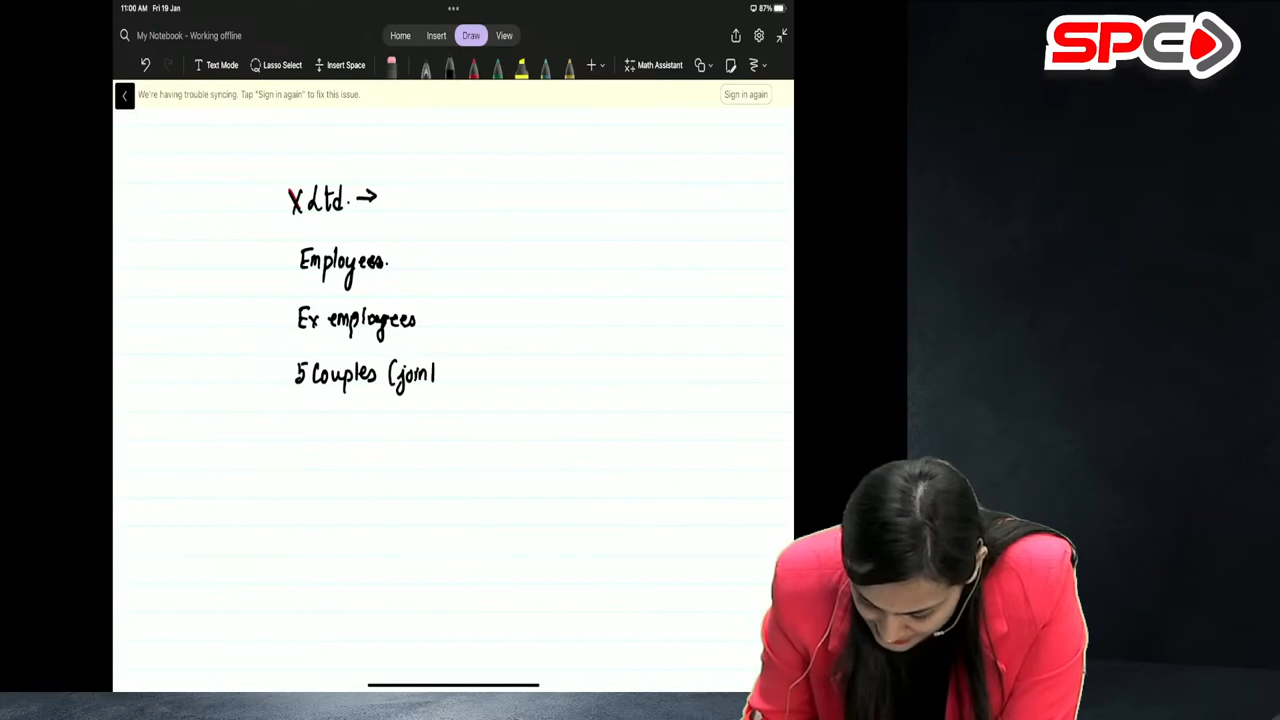 11:00 AM Fri 19 Jan
87%
My Notebook - Working offline
Home Insert Draw View
Text Mode Lasso Select Insert Space Math Assistant
We're having trouble syncing. Tap "Sign in again" to fix this issue. Sign in again
X Ltd. →
Employees.
Ex employees
5 Couples (joint
SPC